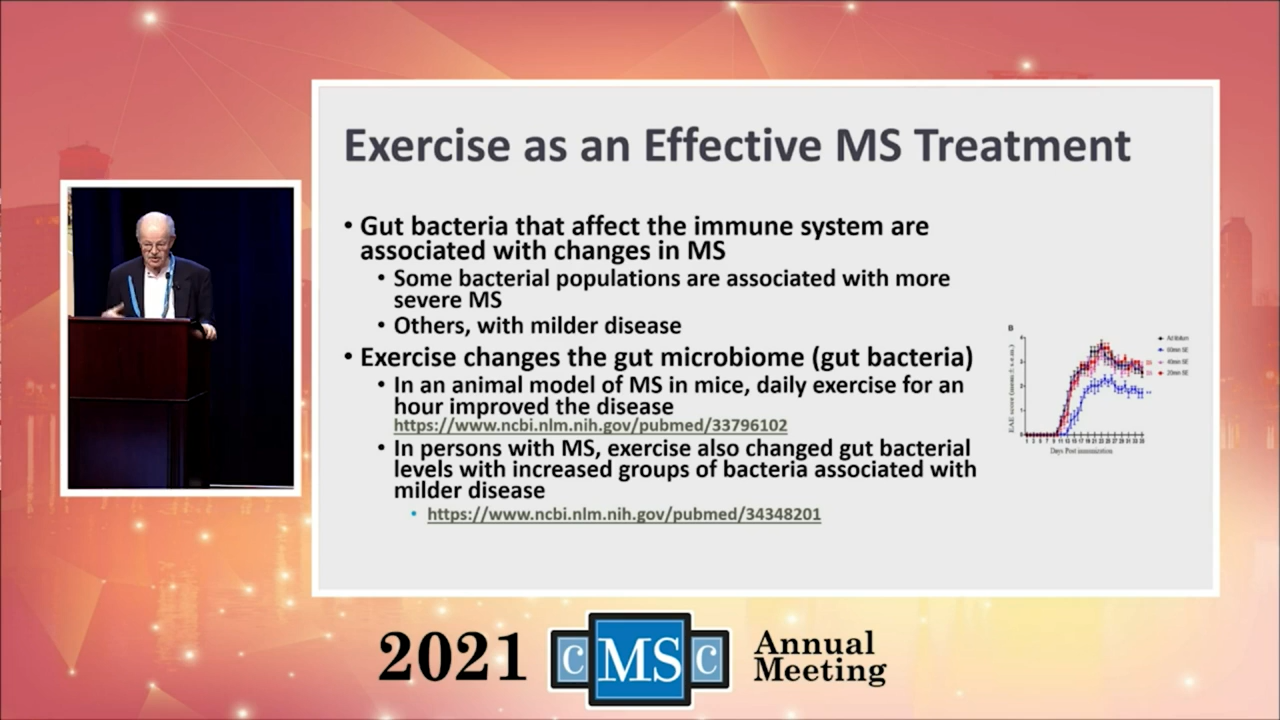 Exercise as an Effective MS Treatment
• Gut bacteria that affect the immune system are
associated with changes in MS
• Some bacterial populations are associated with more
severe MS
• Others, with milder disease
• Exercise changes the gut microbiome (gut bacteria)
• In an animal model of MS in mice, daily exercise for an
hour improved the disease
https://www.ncbi.nlm.nih.gov/pubmed/33796102
• In persons with MS, exercise also changed gut bacterial
levels with increased groups of bacteria associated with
milder disease
• https://www.ncbi.nlm.nih.gov/pubmed/34348201
B
Ad libitum
60min SE
40min SE
20min SE
EAE score (mean ± s.e.m.)
Days Post immunization
2021
C MS C
Annual
Meeting